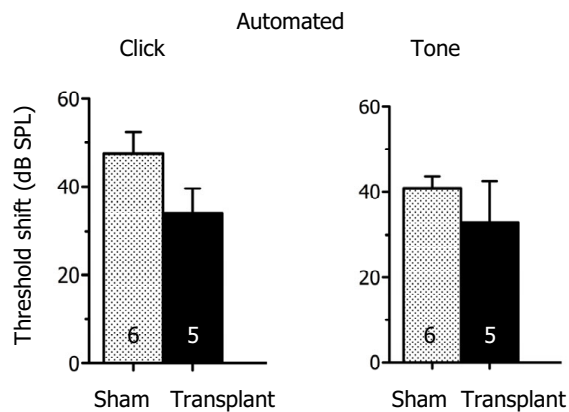 Automated
Click Tone
Threshold shift (dB SPL)
60 60
40 40
20 20
6 5 6 5
0 0
Sham Transplant Sham Transplant